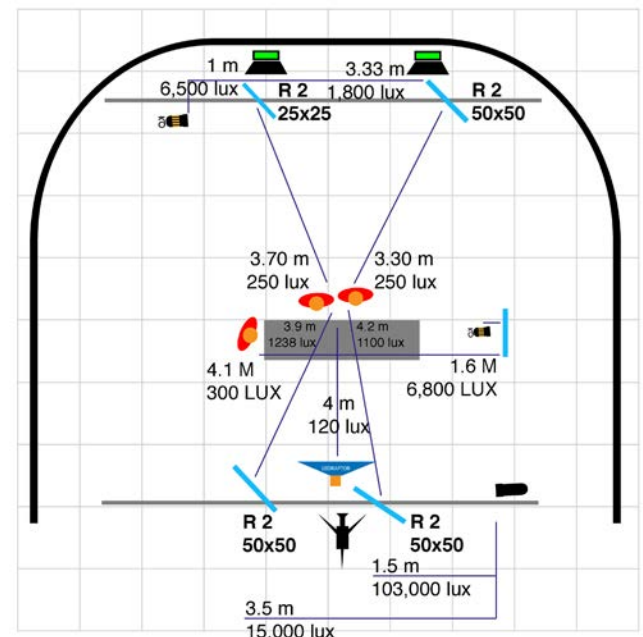 1 m
6,500 lux
3.33 m
1,800 lux
R 2
25x25
R 2
50x50
3.70 m
250 lux
3.30 m
250 lux
3.9 m
1238 lux
4.2 m
1100 lux
4.1 M
300 LUX
1.6 M
6,800 LUX
4 m
120 lux
R 2
50x50
R 2
50x50
1.5 m
103,000 lux
3.5 m
15,000 lux